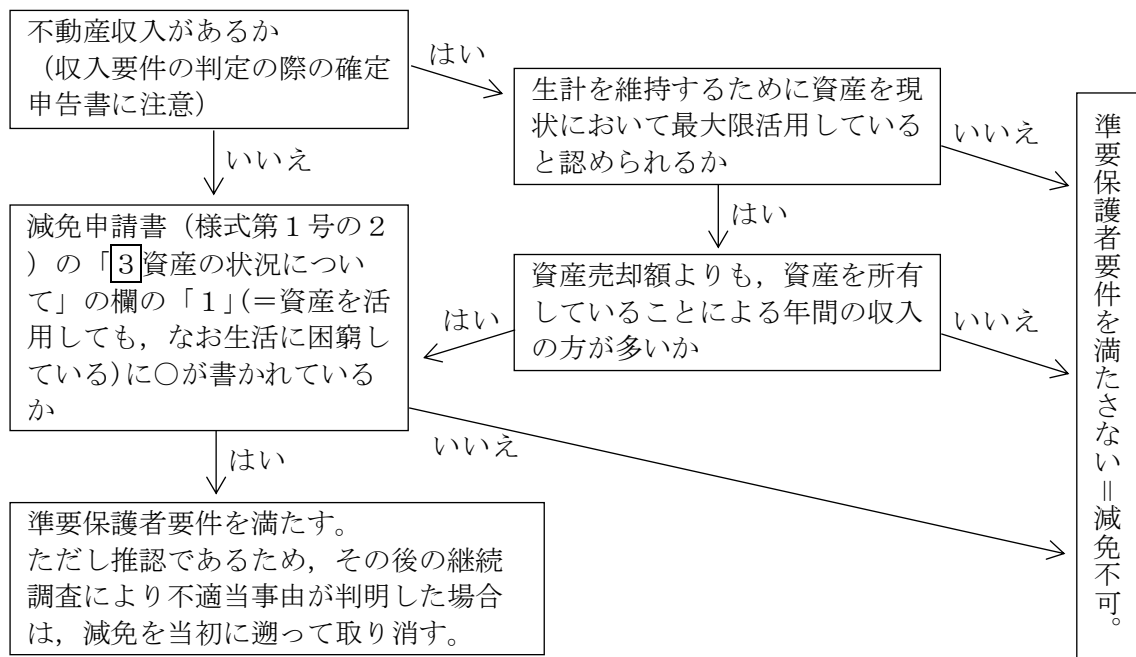 不動産収入があるか
（収入要件の判定の際の確定
申告書に注意）
はい
生計を維持するために資産を現
状において最大限活用している
と認められるか
いいえ
いいえ
はい
減免申請書（様式第１号の２
）の「3資産の状況につい
て」の欄の「１」(＝資産を活
用しても，なお生活に困窮し
ている)に○が書かれている
か
はい
資産売却額よりも，資産を所有
していることによる年間の収入
の方が多いか
いいえ
いいえ
はい
準要保護者要件を満たす。
ただし推認であるため，その後の継続
調査により不適当事由が判明した場合
は，減免を当初に遡って取り消す。
準要保護者要件を満たさない＝減免不可。